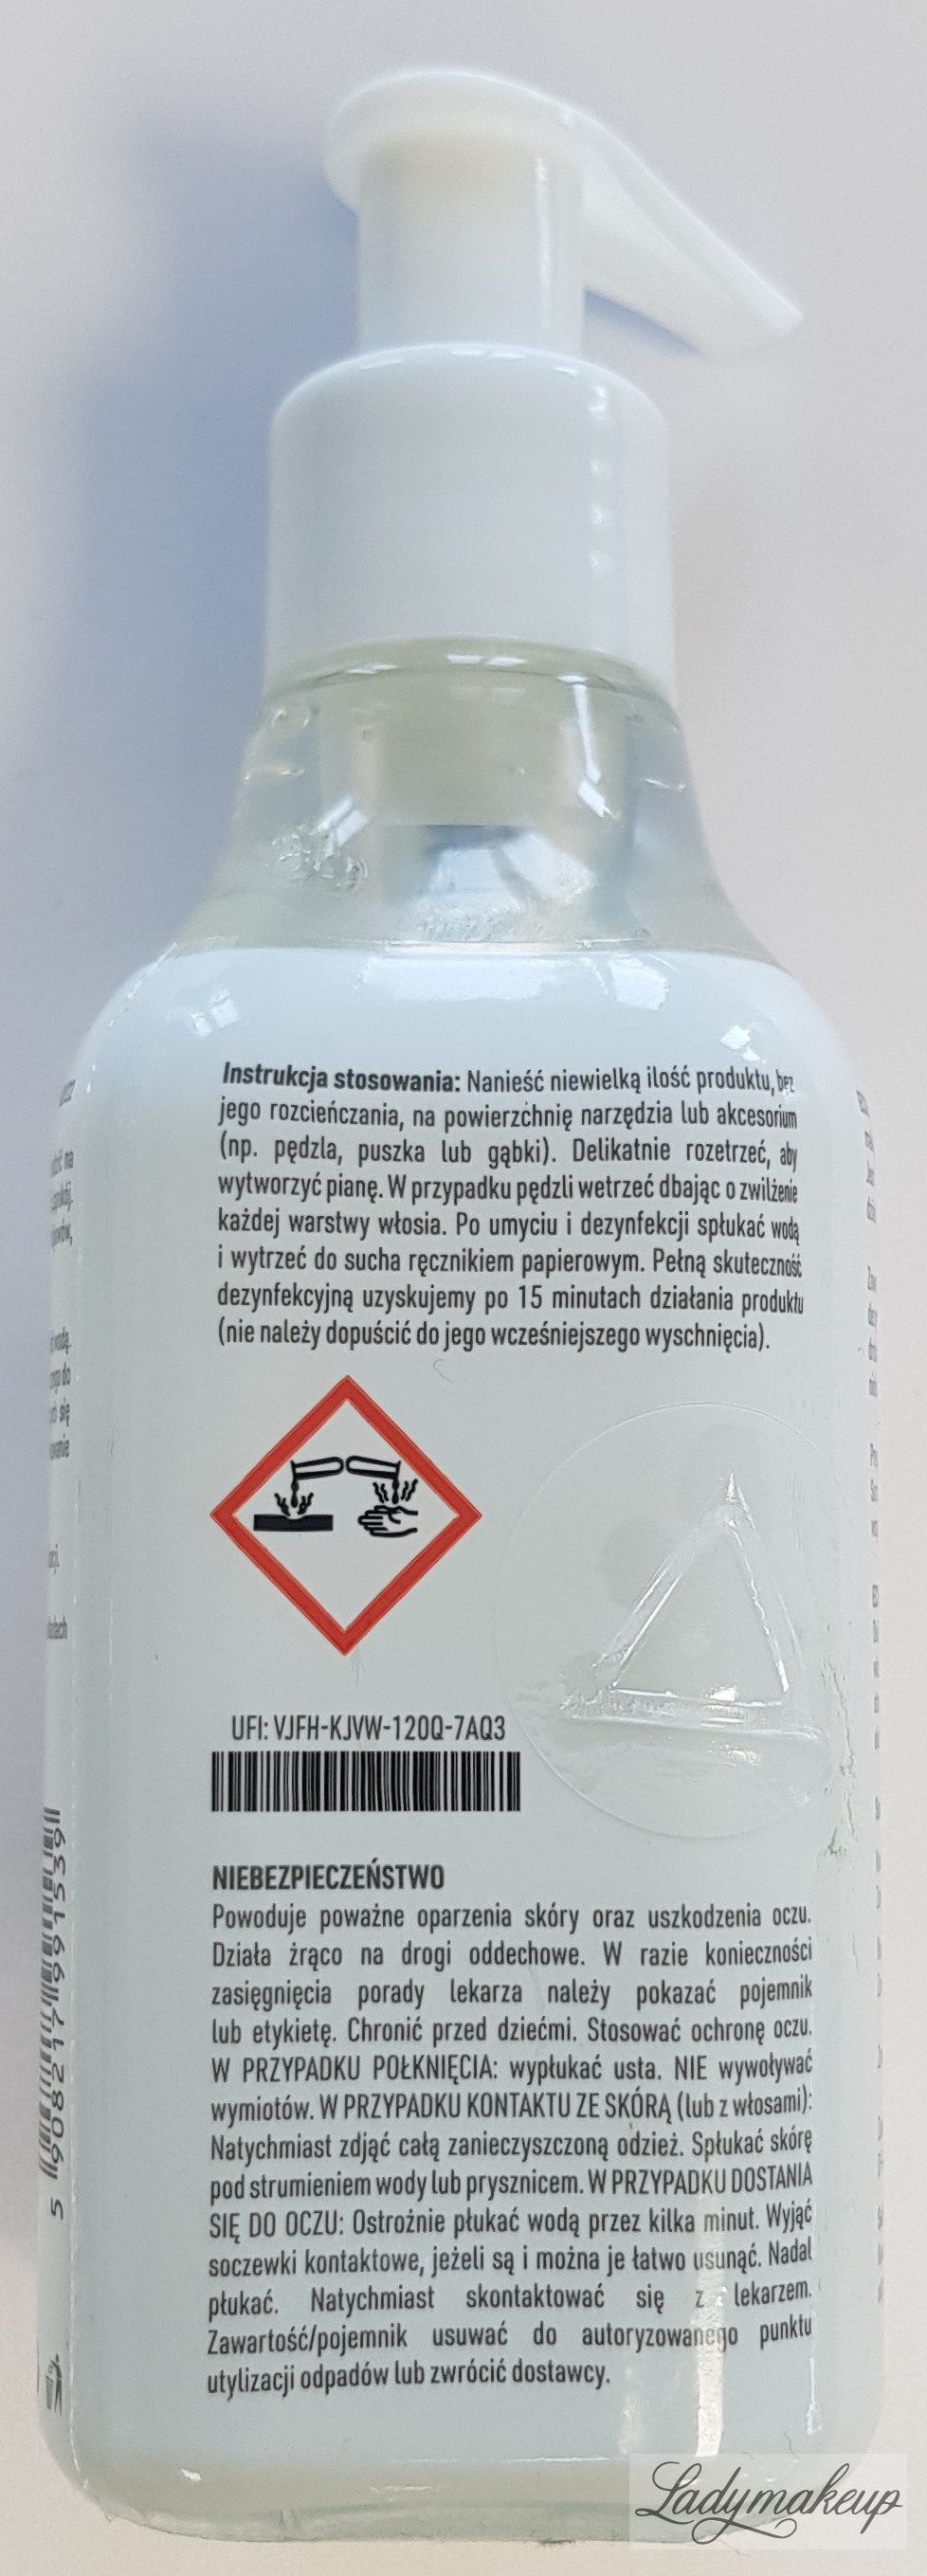 Instrukcja stosowania: Nanieść niewielką ilość produktu, bez
jego rozcieńczania, na powierzchnię narzędzia lub akcesorium
(np. pędzla, puszka lub gąbki). Delikatnie rozetrzeć, aby
wytworzyć pianę. W przypadku pędzli wetrzeć dbając o zwilżenie
każdej warstwy włosia. Po umyciu i dezynfekcji spłukać wodą
i wytrzeć do sucha ręcznikiem papierowym. Pełną skuteczność
dezynfekcyjną uzyskujemy po 15 minutach działania produktu
(nie należy dopuścić do jego wcześniejszego wyschnięcia).
UFI: VJFH-KJVW-120Q-7AQ3
NIEBEZPIECZEŃSTWO
Powoduje poważne oparzenia skóry oraz uszkodzenia oczu.
Działa żrąco na drogi oddechowe. W razie konieczności
zasięgnięcia porady lekarza należy pokazać pojemnik
lub etykietę. Chronić przed dziećmi. Stosować ochronę oczu.
W PRZYPADKU POŁKNIĘCIA: wypłukać usta. NIE wywoływać
wymiotów. W PRZYPADKU KONTAKTU ZE SKÓRĄ (lub z włosami):
Natychmiast zdjąć całą zanieczyszczoną odzież. Spłukać skórę
pod strumieniem wody lub prysznicem. W PRZYPADKU DOSTANIA
SIĘ DO OCZU: Ostrożnie płukać wodą przez kilka minut. Wyjąć
soczewki kontaktowe, jeżeli są i można je łatwo usunąć. Nadal
płukać. Natychmiast skontaktować się z lekarzem.
Zawartość/pojemnik usuwać do autoryzowanego punktu
utylizacji odpadów lub zwrócić dostawcy.
5 908217 991539
Ladymakeup